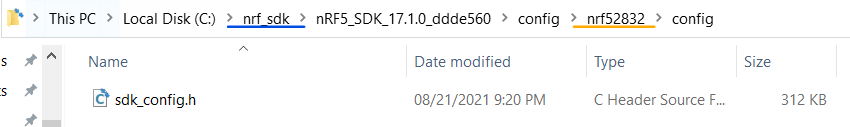 This PC > Local Disk (C:) > nrf_sdk > nRF5_SDK_17.1.0_ddde560 > config > nrf52832 > config
Name Date modified Type Size
s
sdk_config.h 08/21/2021 9:20 PM C Header Source F... 312 KB
ts